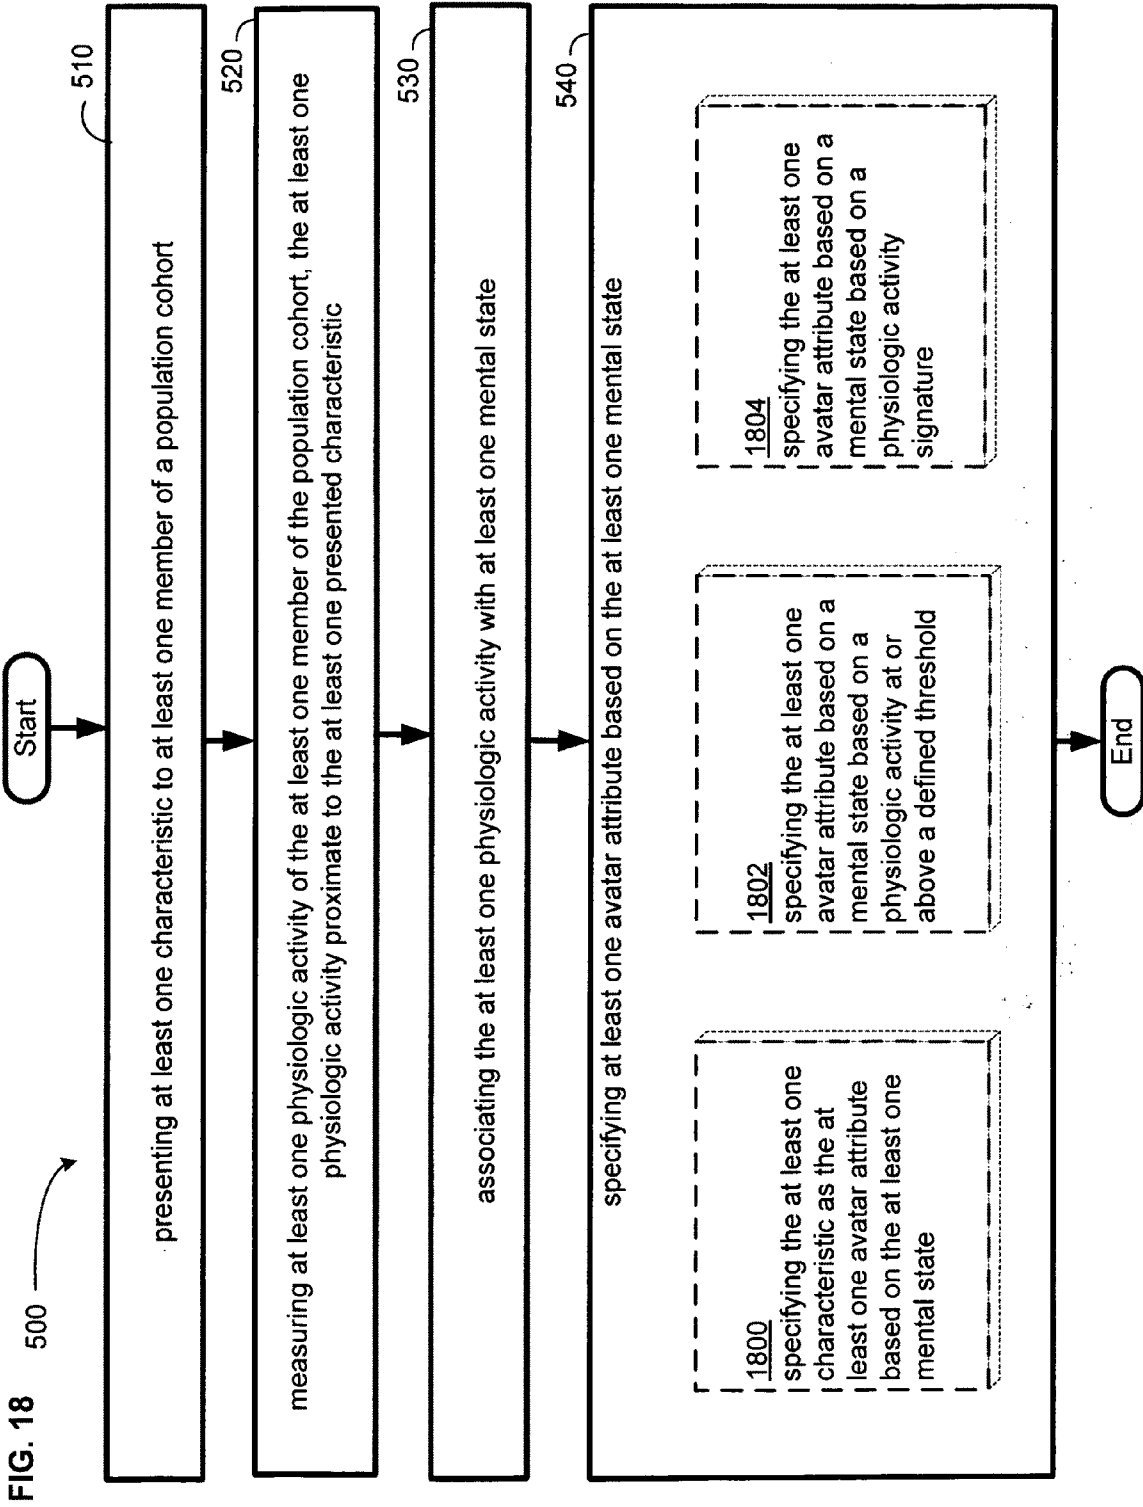 FIG. 18
500
Start
510
presenting at least one characteristic to at least one member of a population cohort
520
measuring at least one physiologic activity of the at least one member of the population cohort, the at least one
physiologic activity proximate to the at least one presented characteristic
530
associating the at least one physiologic activity with at least one mental state
540
specifying at least one avatar attribute based on the at least one mental state
1800
specifying the at least one
characteristic as the at
least one avatar attribute
based on the at least one
mental state
1802
specifying the at least one
avatar attribute based on a
mental state based on a
physiologic activity at or
above a defined threshold
1804
specifying the at least one
avatar attribute based on a
mental state based on a
physiologic activity
signature
End